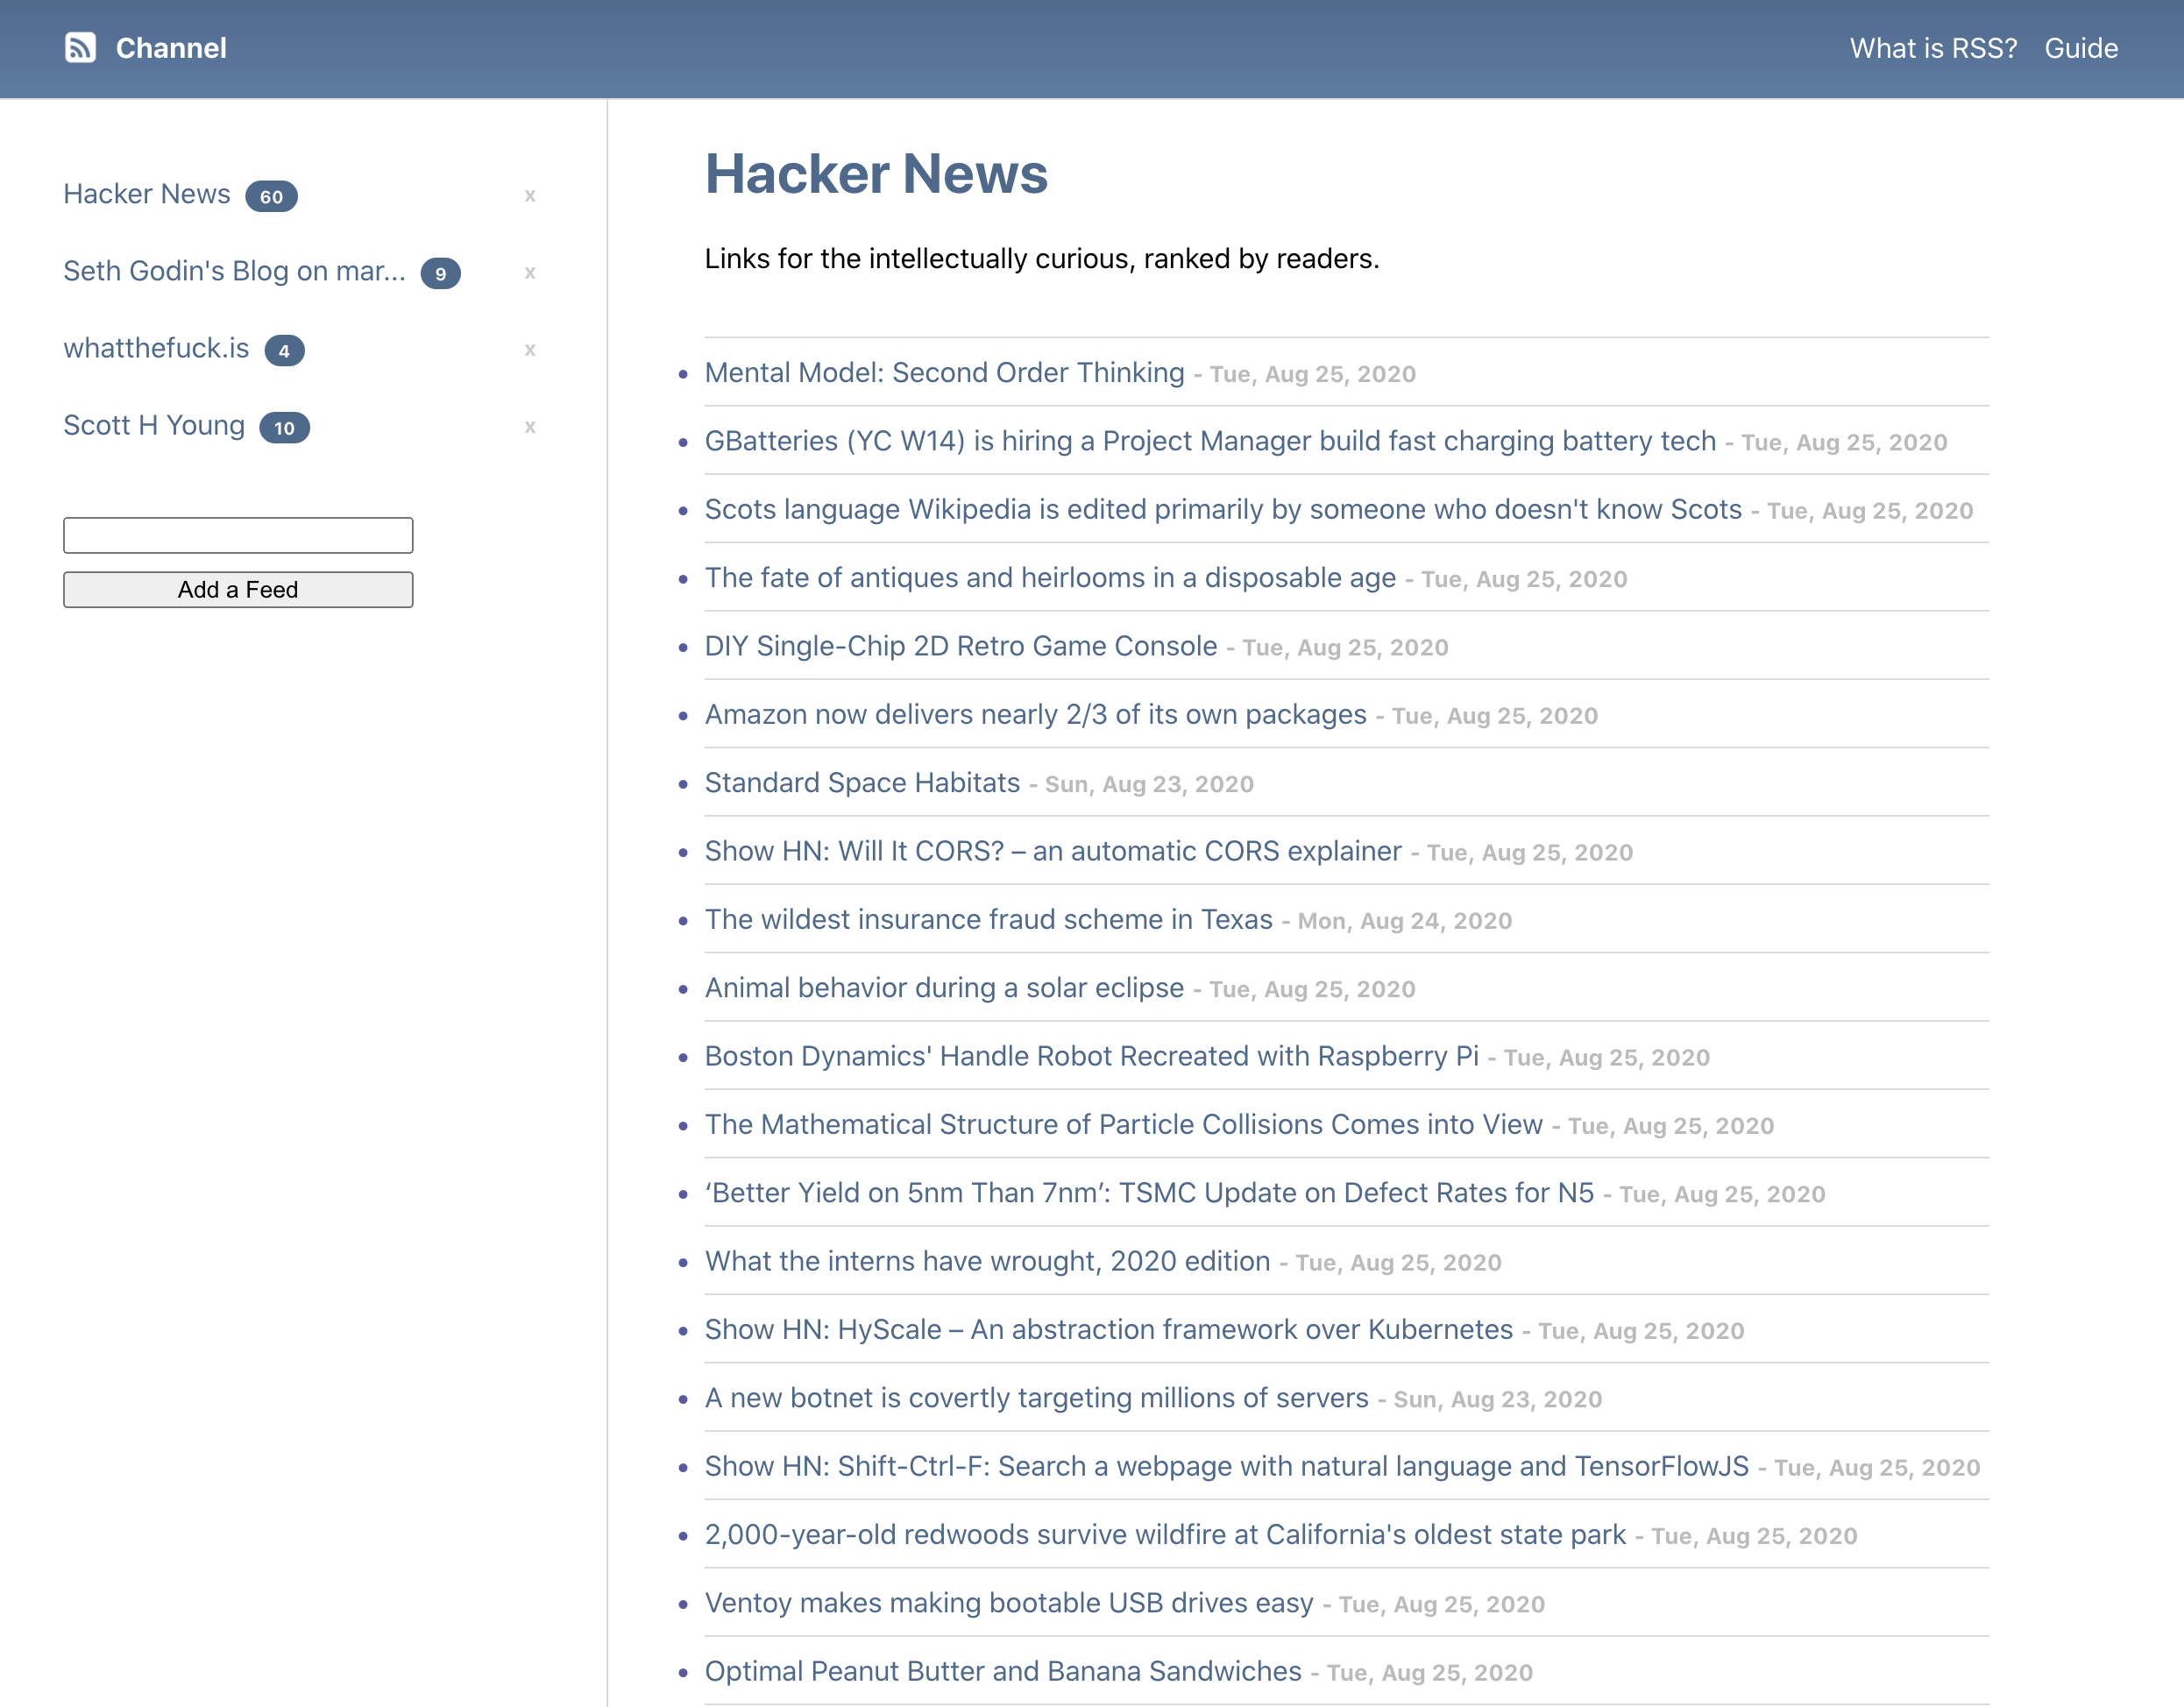 Channel
What is RSS? Guide
Hacker News 60 x
Seth Godin's Blog on mar... 9 x
whatthefuck.is 4 x
Scott H Young 10 x
Add a Feed
Hacker News
Links for the intellectually curious, ranked by readers.
• Mental Model: Second Order Thinking - Tue, Aug 25, 2020
• GBatteries (YC W14) is hiring a Project Manager build fast charging battery tech - Tue, Aug 25, 2020
• Scots language Wikipedia is edited primarily by someone who doesn't know Scots - Tue, Aug 25, 2020
• The fate of antiques and heirlooms in a disposable age - Tue, Aug 25, 2020
• DIY Single-Chip 2D Retro Game Console - Tue, Aug 25, 2020
• Amazon now delivers nearly 2/3 of its own packages - Tue, Aug 25, 2020
• Standard Space Habitats - Sun, Aug 23, 2020
• Show HN: Will It CORS? – an automatic CORS explainer - Tue, Aug 25, 2020
• The wildest insurance fraud scheme in Texas - Mon, Aug 24, 2020
• Animal behavior during a solar eclipse - Tue, Aug 25, 2020
• Boston Dynamics' Handle Robot Recreated with Raspberry Pi - Tue, Aug 25, 2020
• The Mathematical Structure of Particle Collisions Comes into View - Tue, Aug 25, 2020
• ‘Better Yield on 5nm Than 7nm’: TSMC Update on Defect Rates for N5 - Tue, Aug 25, 2020
• What the interns have wrought, 2020 edition - Tue, Aug 25, 2020
• Show HN: HyScale – An abstraction framework over Kubernetes - Tue, Aug 25, 2020
• A new botnet is covertly targeting millions of servers - Sun, Aug 23, 2020
• Show HN: Shift-Ctrl-F: Search a webpage with natural language and TensorFlowJS - Tue, Aug 25, 2020
• 2,000-year-old redwoods survive wildfire at California's oldest state park - Tue, Aug 25, 2020
• Ventoy makes making bootable USB drives easy - Tue, Aug 25, 2020
• Optimal Peanut Butter and Banana Sandwiches - Tue, Aug 25, 2020